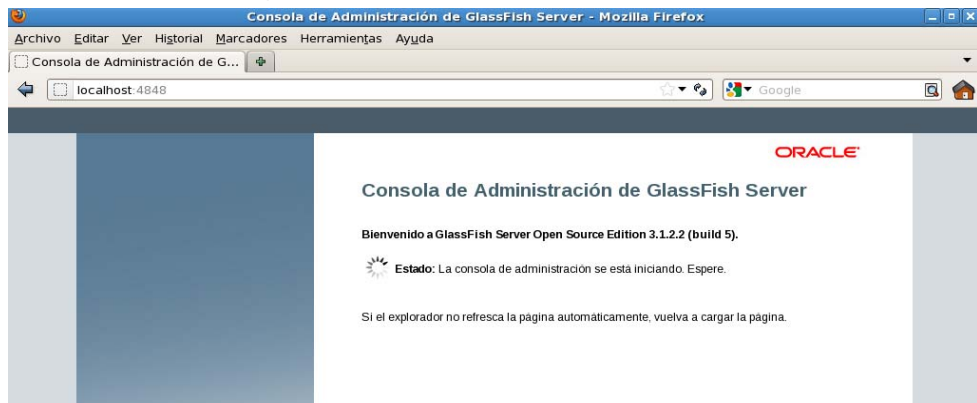 Consola de Administración de GlassFish Server - Mozilla Firefox
Archivo Editar Ver Historial Marcadores Herramientas Ayuda
Consola de Administración de G...
localhost:4848
Google
ORACLE
Consola de Administración de GlassFish Server
Bienvenido a GlassFish Server Open Source Edition 3.1.2.2 (build 5).
Estado: La consola de administración se está iniciando. Espere.
Si el explorador no refresca la página automáticamente, vuelva a cargar la página.